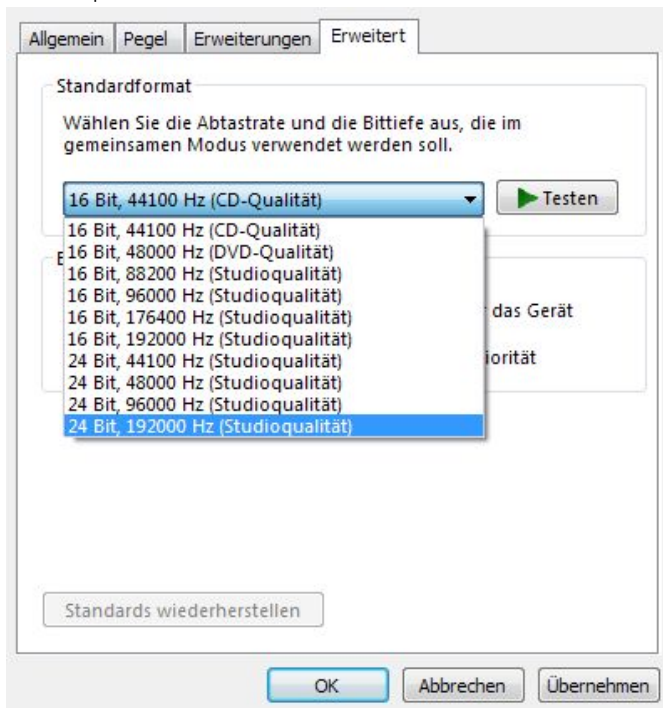 Allgemein Pegel Erweiterungen Erweitert
Standardformat
Wählen Sie die Abtastrate und die Bittiefe aus, die im
gemeinsamen Modus verwendet werden soll.
16 Bit, 44100 Hz (CD-Qualität) Testen
16 Bit, 44100 Hz (CD-Qualität)
16 Bit, 48000 Hz (DVD-Qualität)
16 Bit, 88200 Hz (Studioqualität)
16 Bit, 96000 Hz (Studioqualität)
16 Bit, 176400 Hz (Studioqualität)
das Gerät
16 Bit, 192000 Hz (Studioqualität)
24 Bit, 44100 Hz (Studioqualität)
iorität
24 Bit, 48000 Hz (Studioqualität)
24 Bit, 96000 Hz (Studioqualität)
24 Bit, 192000 Hz (Studioqualität)
Standards wiederherstellen
OK Abbrechen Übernehmen